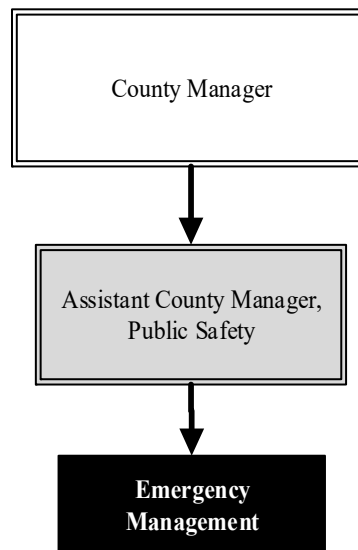 County Manager
Assistant County Manager,
Public Safety
Emergency
Management